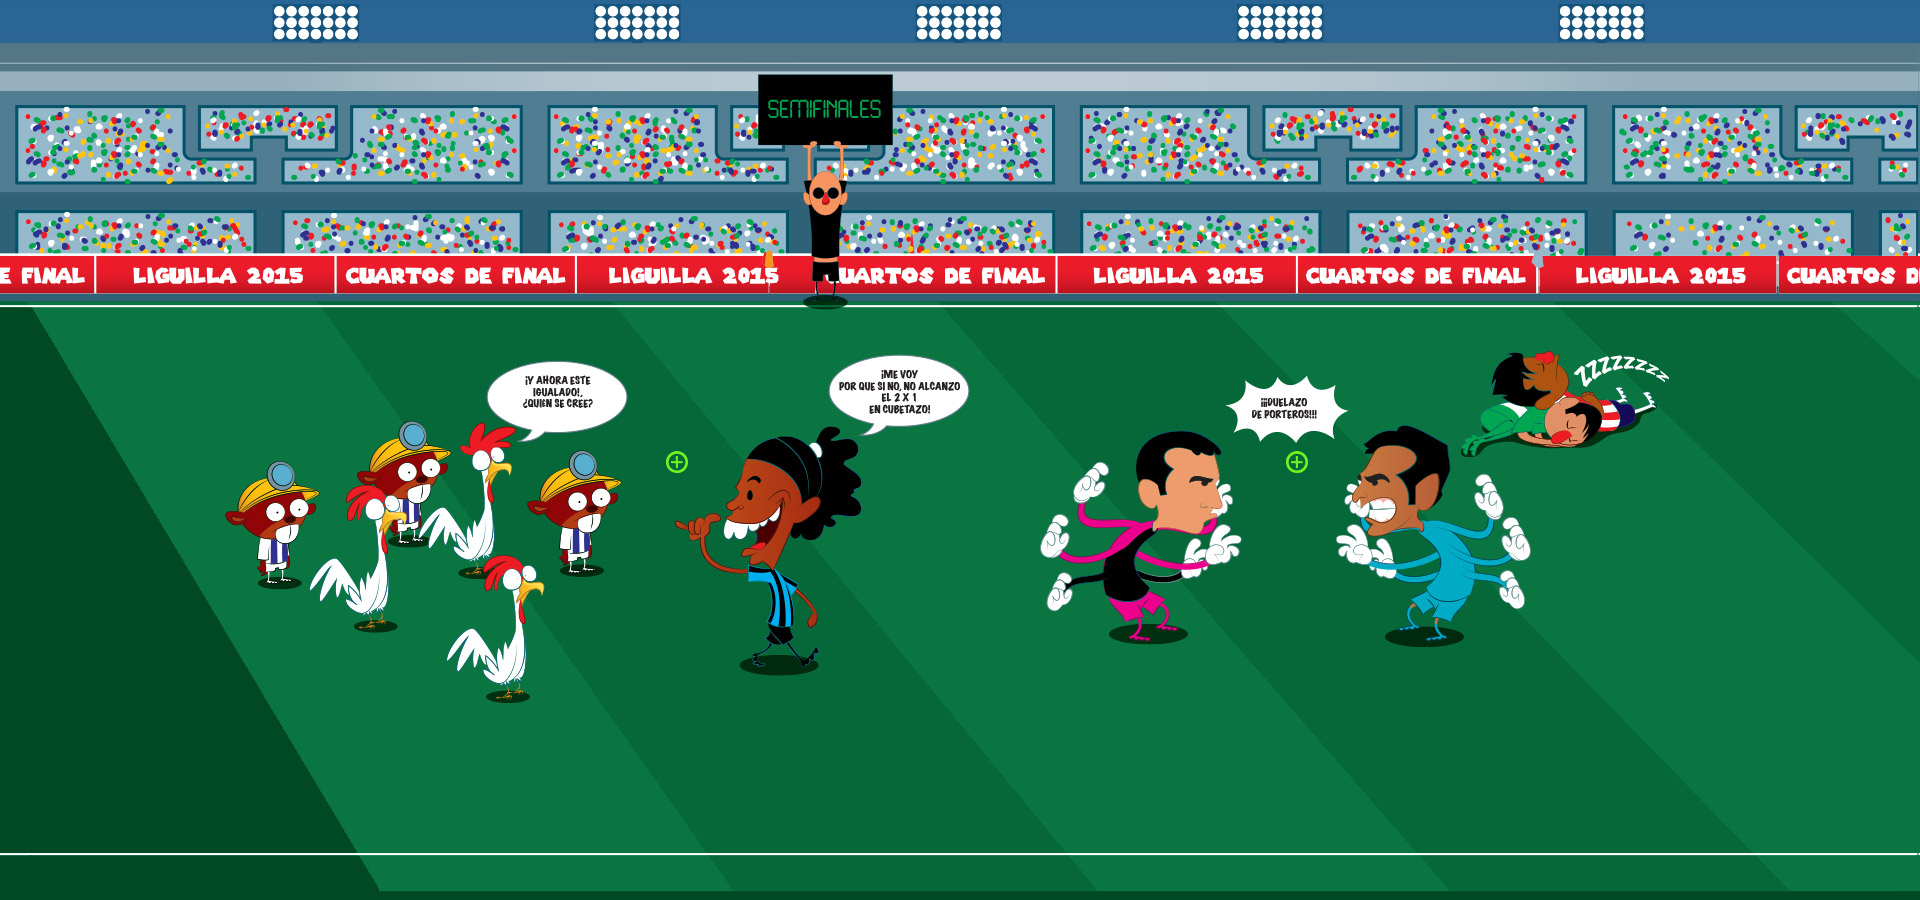 SEMIFINALES
E FINAL LIGUILLA 2015 CUARTOS DE FINAL LIGUILLA 2015 CUARTOS DE FINAL LIGUILLA 2015 CUARTOS DE FINAL LIGUILLA 2015 CUARTOS D
¡Y AHORA ESTE
IGUALADO!,
¿QUIEN SE CREE?
¡ME VOY
POR QUE SI NO, NO ALCANZO
EL 2 X 1
EN CUBETAZO!
¡¡¡DUELAZO
DE PORTEROS!!!
ZZZZZZZZ